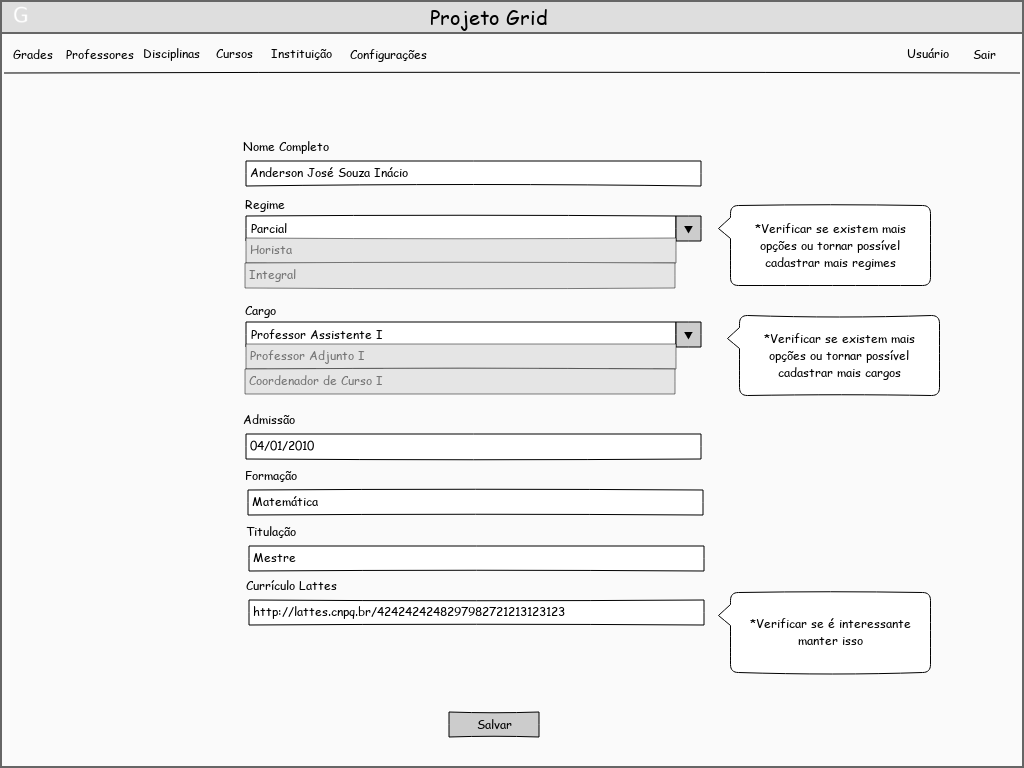 G
Projeto Grid
Grades Professores Disciplinas Cursos Instituição Configurações Usuário Sair
Nome Completo
Anderson José Souza Inácio
Regime
Parcial
Horista
Integral
*Verificar se existem mais
opções ou tornar possível
cadastrar mais regimes
Cargo
Professor Assistente I
Professor Adjunto I
Coordenador de Curso I
*Verificar se existem mais
opções ou tornar possível
cadastrar mais cargos
Admissão
04/01/2010
Formação
Matemática
Titulação
Mestre
Currículo Lattes
http://lattes.cnpq.br/4242424248297982721213123123
*Verificar se é interessante
manter isso
Salvar